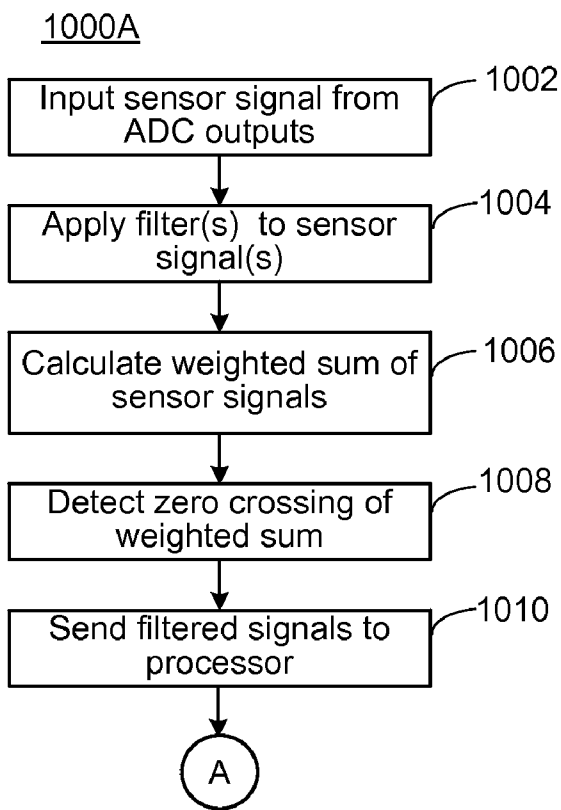 1000A
Input sensor signal from
ADC outputs
1002
Apply filter(s) to sensor
signal(s)
1004
Calculate weighted sum of
sensor signals
1006
Detect zero crossing of
weighted sum
1008
Send filtered signals to
processor
1010
A